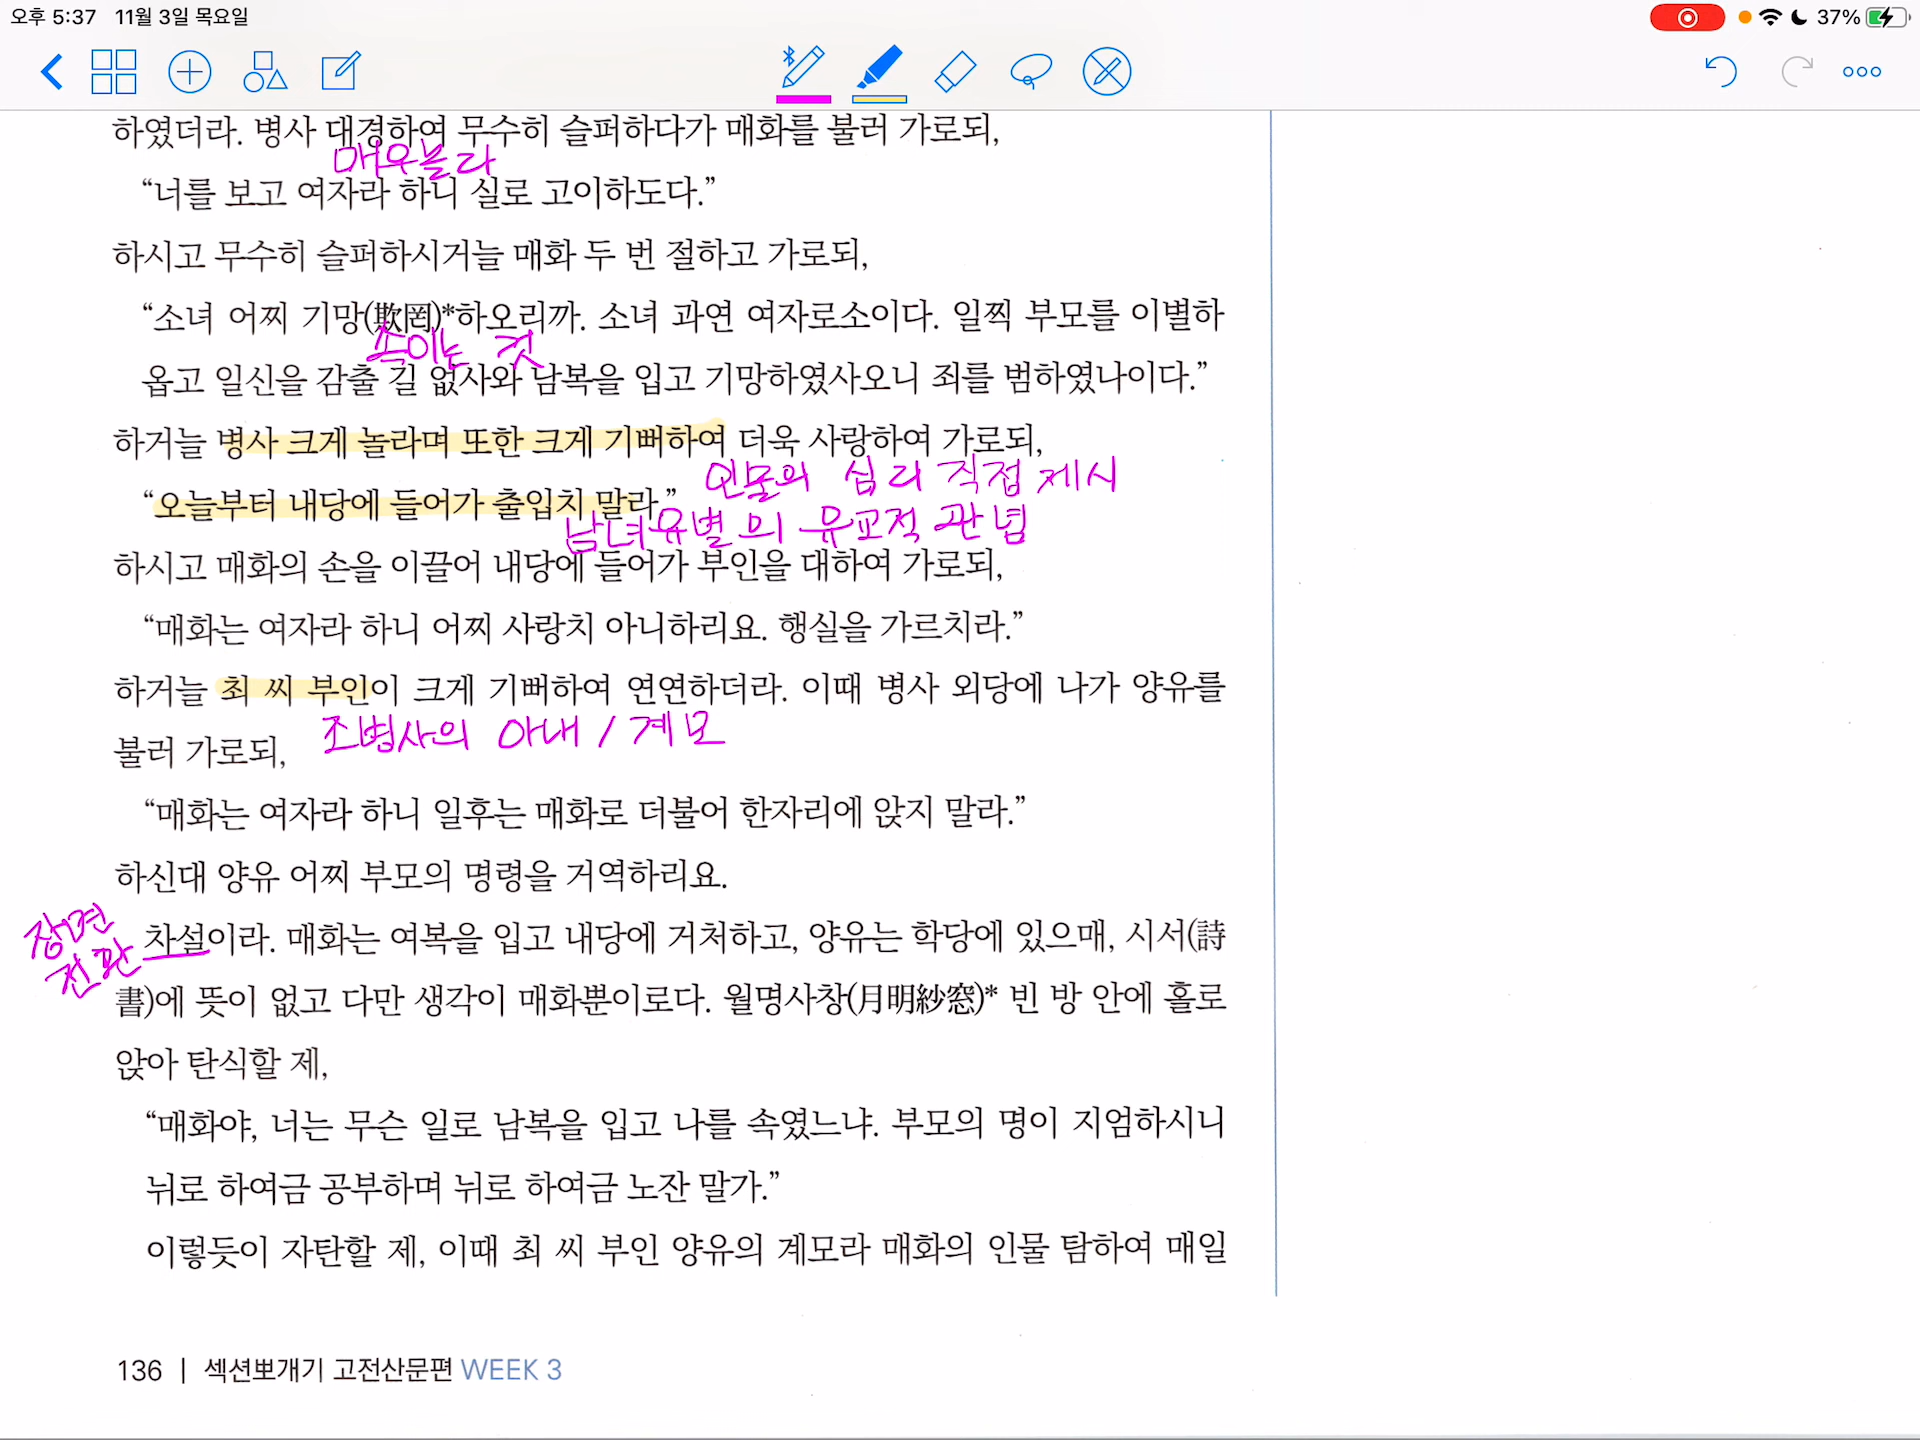 오후 5:37 11월 3일 목요일
37%
하였더라. 병사 대경하여 무수히 슬퍼하다가 매화를 불러 가로되,
매우놀라
“너를 보고 여자라 하니 실로 고이하도다.”
하시고 무수히 슬퍼하시거늘 매화 두 번 절하고 가로되,
“소녀 어찌 기망(欺罔)*하오리까. 소녀 과연 여자로소이다. 일찍 부모를 이별하
속이는 것
옵고 일신을 감출 길 없사와 남복을 입고 기망하였사오니 죄를 범하였나이다.”
하거늘 병사 크게 놀라며 또한 크게 기뻐하여 더욱 사랑하여 가로되,
인물의 심리 직접 제시
“오늘부터 내당에 들어가 출입치 말라.”
남녀유별의 유교적 관념
하시고 매화의 손을 이끌어 내당에 들어가 부인을 대하여 가로되,
“매화는 여자라 하니 어찌 사랑치 아니하리요. 행실을 가르치라.”
하거늘 최 씨 부인이 크게 기뻐하여 연연하더라. 이때 병사 외당에 나가 양유를
조병사의 아내 / 계모
불러 가로되,
“매화는 여자라 하니 일후는 매화로 더불어 한자리에 앉지 말라.”
하신대 양유 어찌 부모의 명령을 거역하리요.
장면
전환
차설이라. 매화는 여복을 입고 내당에 거처하고, 양유는 학당에 있으매, 시서(詩
書)에 뜻이 없고 다만 생각이 매화뿐이로다. 월명사창(月明紗窓)* 빈 방 안에 홀로
앉아 탄식할 제,
“매화야, 너는 무슨 일로 남복을 입고 나를 속였느냐. 부모의 명이 지엄하시니
뉘로 하여금 공부하며 뉘로 하여금 노잔 말가.”
이렇듯이 자탄할 제, 이때 최 씨 부인 양유의 계모라 매화의 인물 탐하여 매일
136 | 섹션뽀개기 고전산문편 WEEK 3